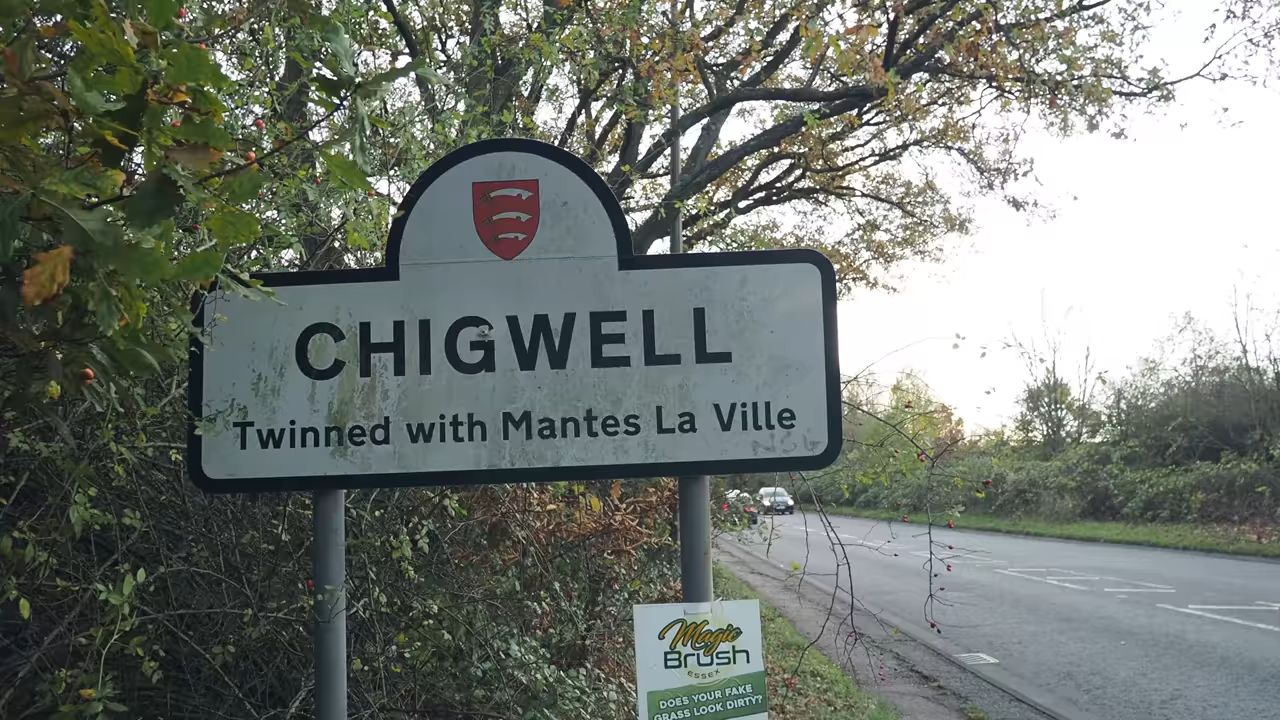 CHIGWELL
Twinned with Mantes La Ville
Magic
Brush
ESSEX
DOES YOUR FAKE
GRASS LOOK DIRTY?